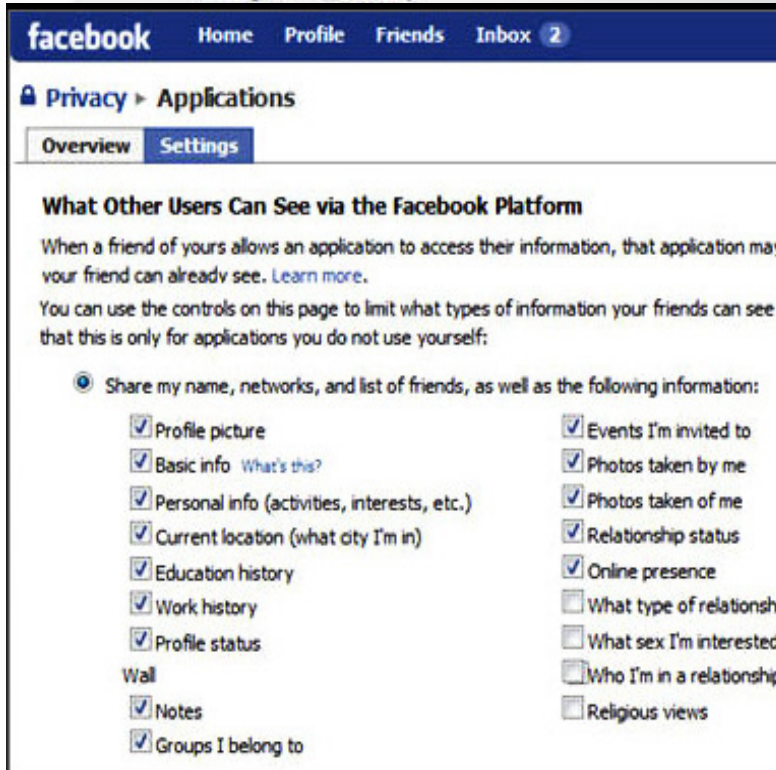 facebook Home Profile Friends Inbox 2
Privacy ▸ Applications
Overview Settings
What Other Users Can See via the Facebook Platform
When a friend of yours allows an application to access their information, that application may
your friend can already see. Learn more.
You can use the controls on this page to limit what types of information your friends can see
that this is only for applications you do not use yourself:
Share my name, networks, and list of friends, as well as the following information:
Profile picture
Basic info What's this?
Personal info (activities, interests, etc.)
Current location (what city I'm in)
Education history
Work history
Profile status
Wall
Notes
Groups I belong to
Events I'm invited to
Photos taken by me
Photos taken of me
Relationship status
Online presence
What type of relationsh
What sex I'm interested
Who I'm in a relationship
Religious views